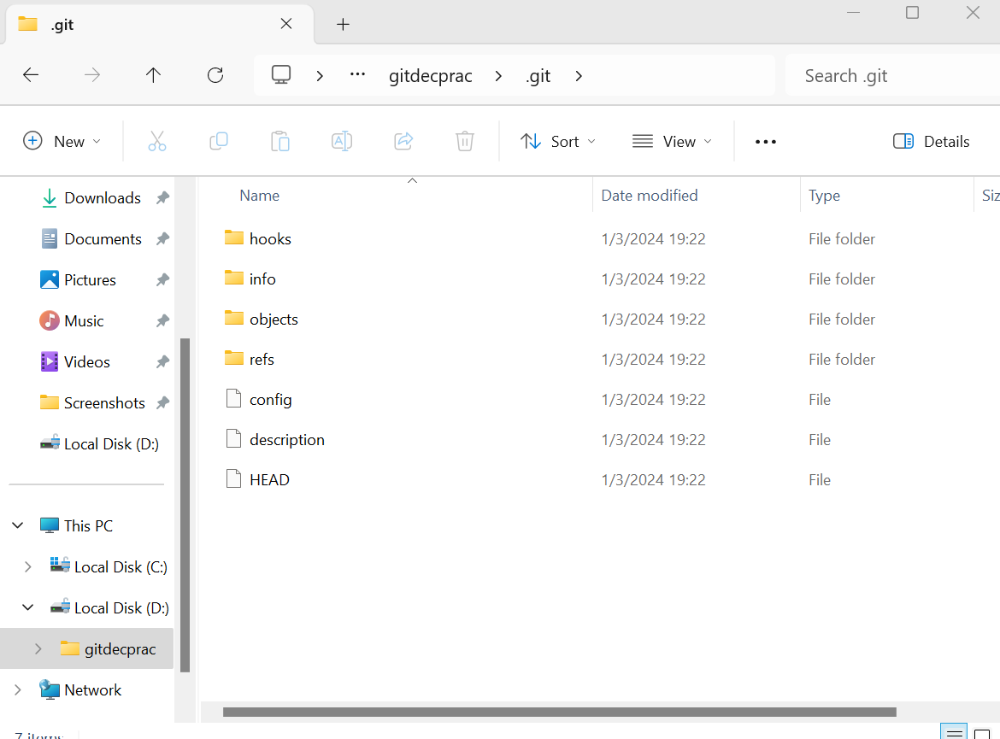 .git
gitdecprac .git
Search .git
New Sort View Details
Name Date modified Type Siz
Downloads
Documents
Pictures
Music
Videos
Screenshots
Local Disk (D:)
This PC
Local Disk (C:)
Local Disk (D:)
gitdecprac
Network
hooks 1/3/2024 19:22 File folder
info 1/3/2024 19:22 File folder
objects 1/3/2024 19:22 File folder
refs 1/3/2024 19:22 File folder
config 1/3/2024 19:22 File
description 1/3/2024 19:22 File
HEAD 1/3/2024 19:22 File
7 items